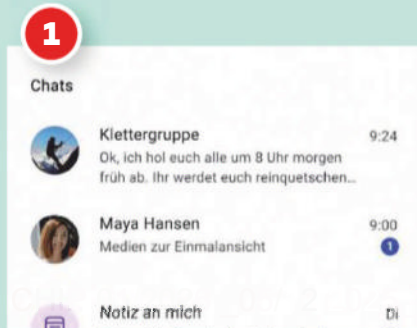 1
Chats
Klettergruppe 9:24
Ok, ich hol euch alle um 8 Uhr morgen
früh ab. Ihr werdet euch reinquetschen...
Maya Hansen 9:00
Medien zur Einmalansicht 1
Notiz an mich Di